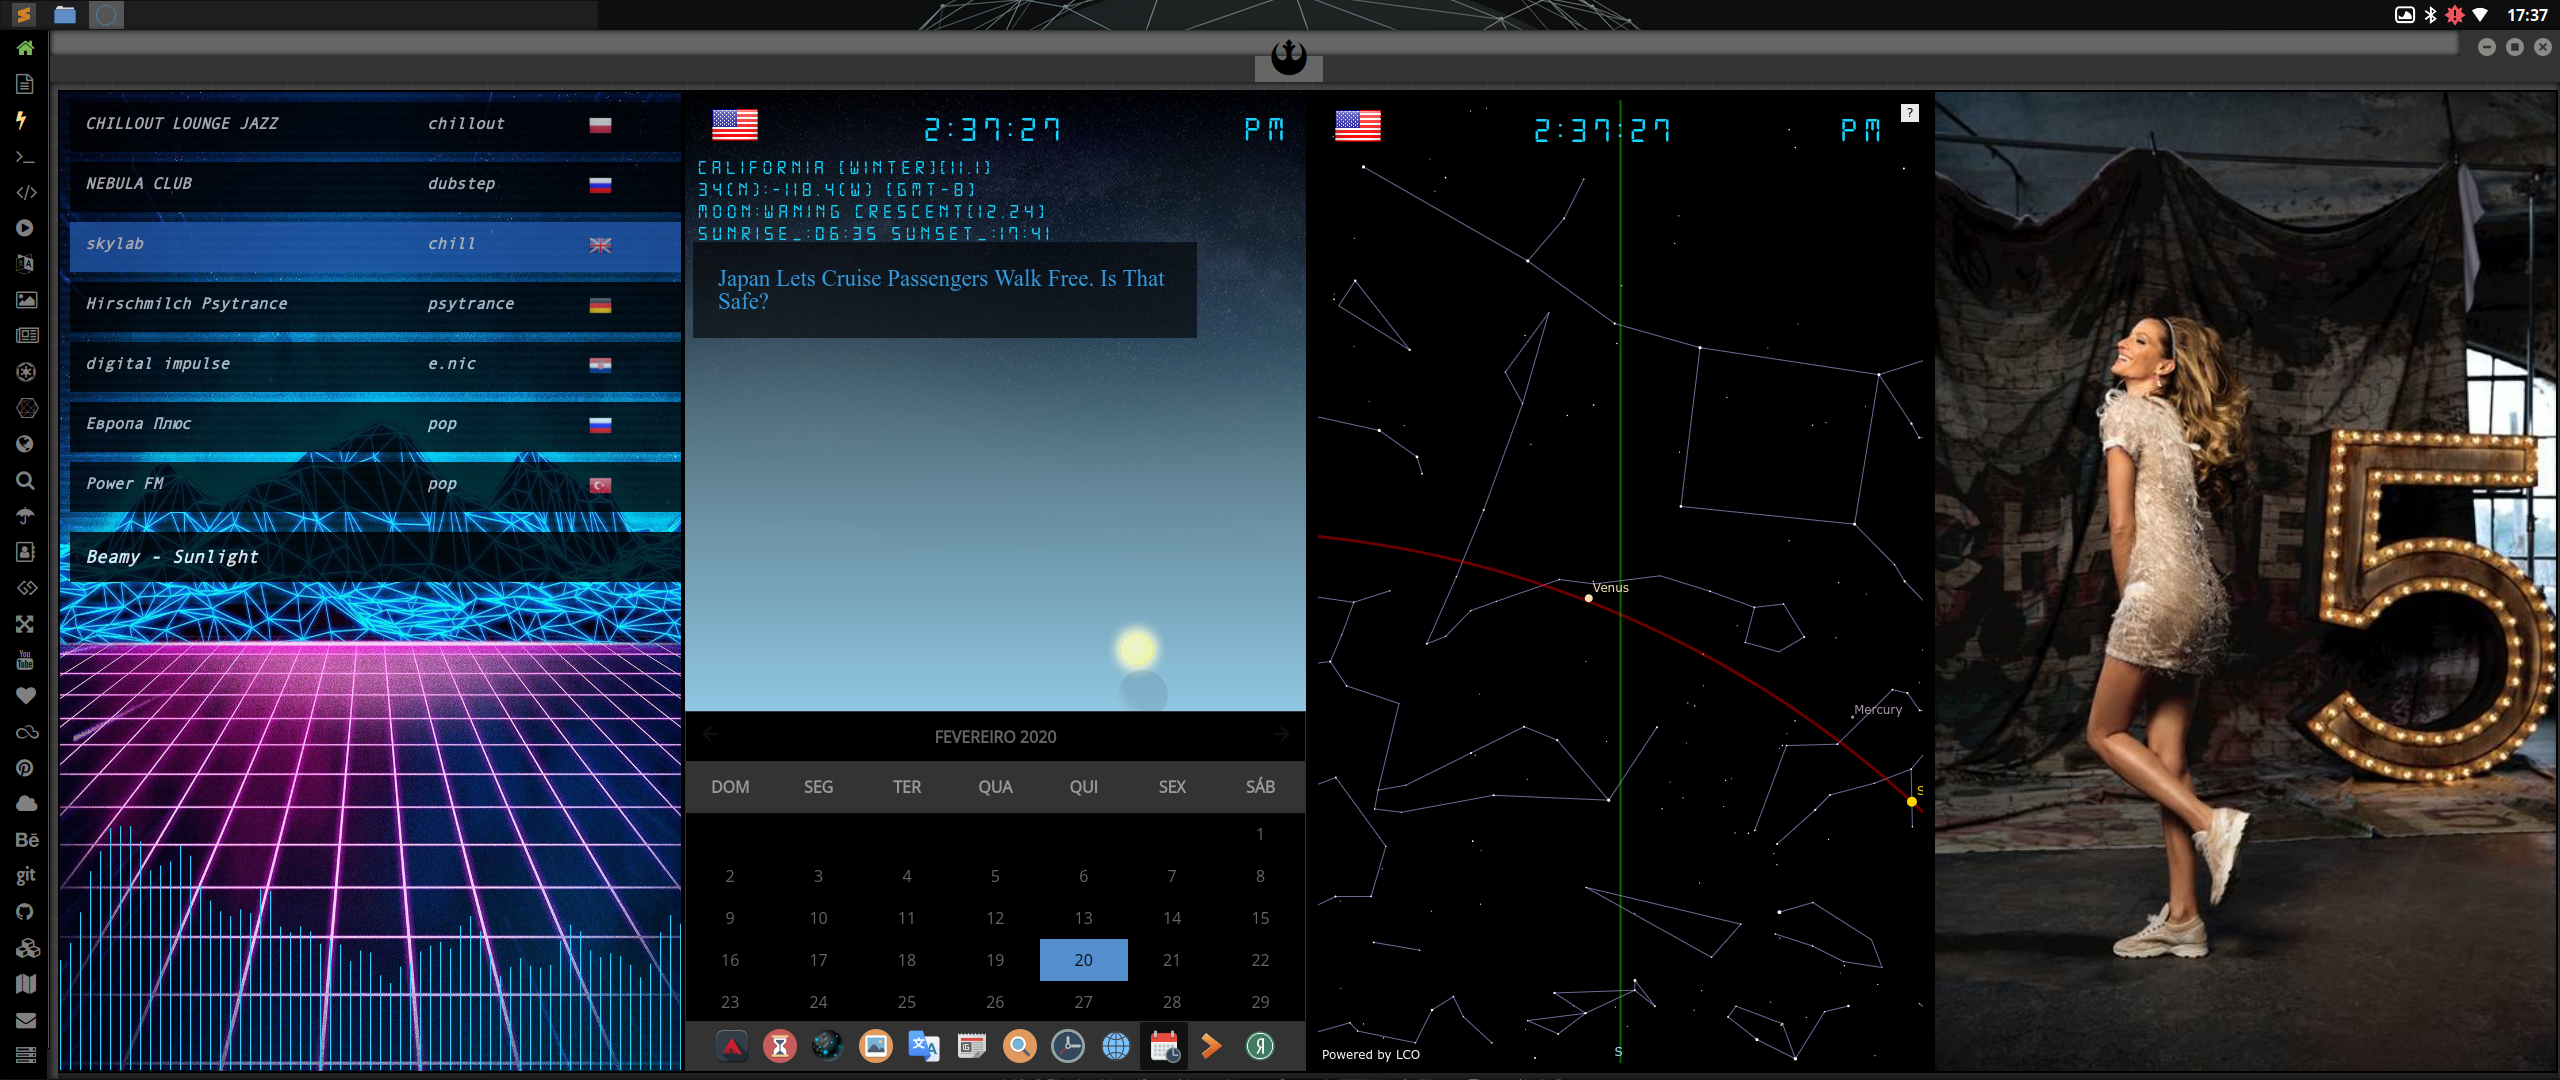 17:37
CHILLOUT LOUNGE JAZZ chillout
NEBULA CLUB dubstep
skylab chill
Hirschmilch Psytrance psytrance
digital impulse e.nic
Европа Плюс pop
Power FM pop
Beamy - Sunlight
You
Tube
Bē
git
2:37:27 PM
CALIFORNIA [WINTER][11.1]
34[N]:-118.4[W] [GMT-8]
MOON:WANING CRESCENT[12.24]
SUNRISE_:06:35 SUNSET_:17:41
Japan Lets Cruise Passengers Walk Free. Is That
Safe?
FEVEREIRO 2020
DOM SEG TER QUA QUI SEX SÁB
1
2 3 4 5 6 7 8
9 10 11 12 13 14 15
16 17 18 19 20 21 22
23 24 25 26 27 28 29
2:37:27 PM
?
Venus
Mercury
S
Powered by LCO
S
5